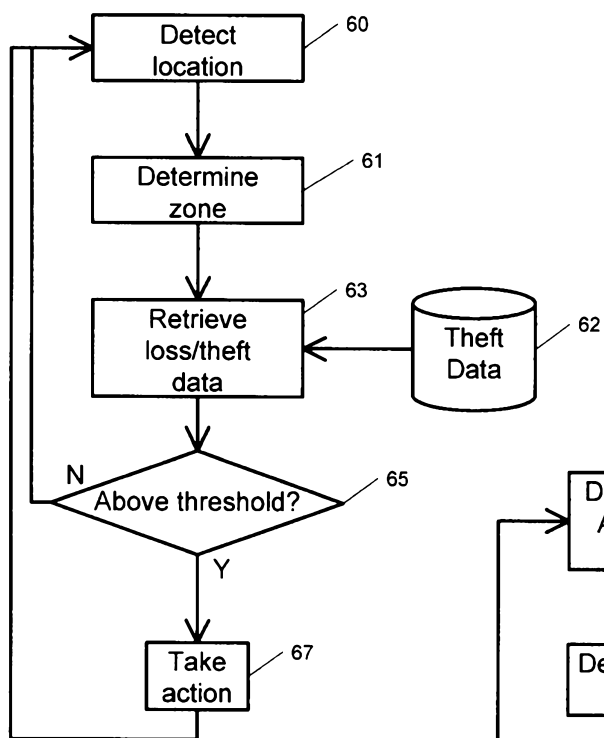 Detect
location
60
Determine
zone
61
Retrieve
loss/theft
data
63
Theft
Data
62
N
Above threshold?
65
Y
Take
action
67
D
A
De